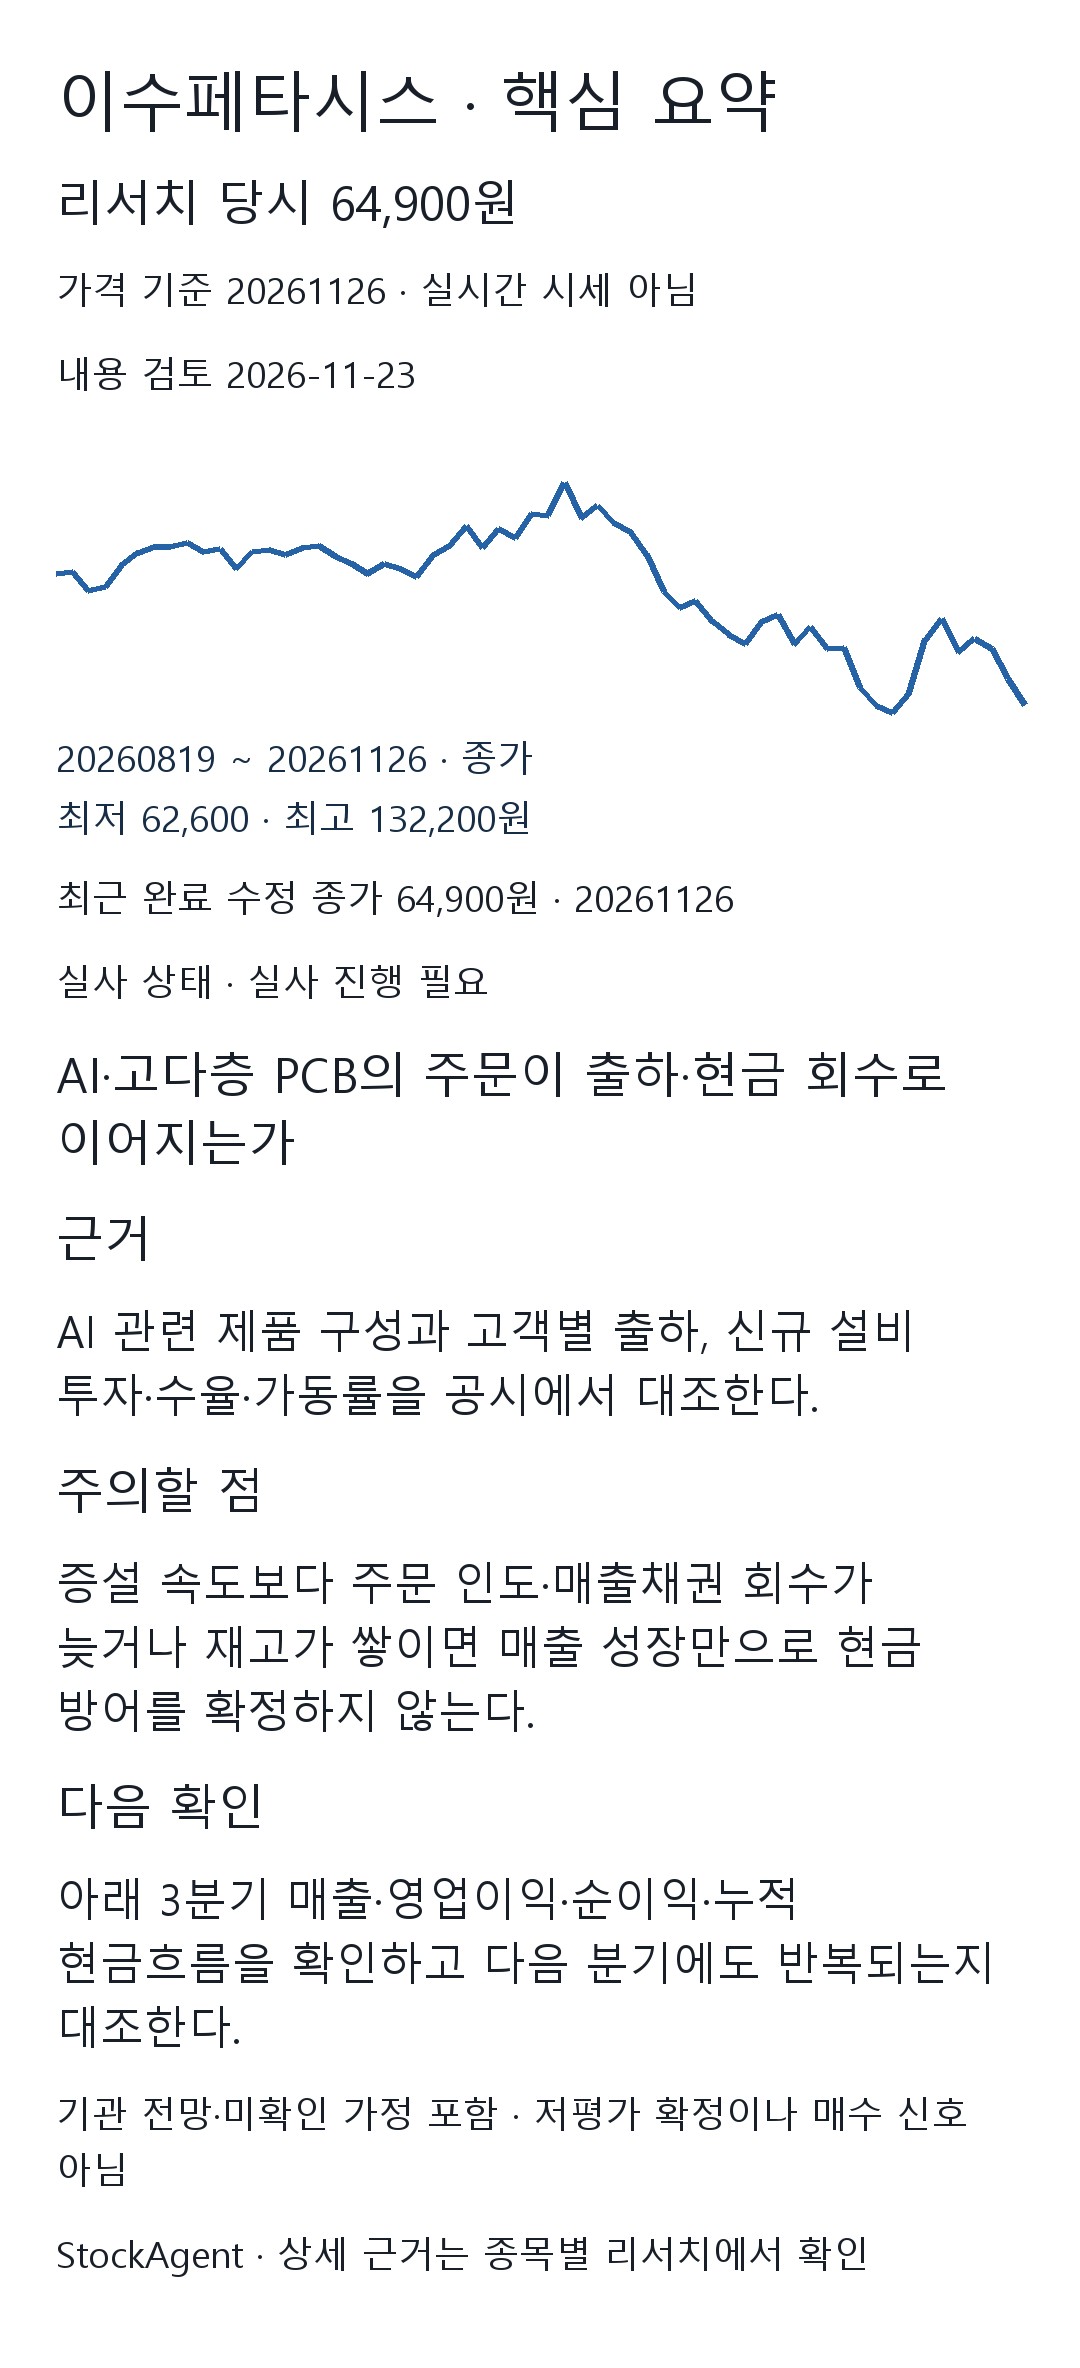 이수페타시스 · 핵심 요약
리서치 당시 64,900원
가격 기준 20261126 · 실시간 시세 아님
내용 검토 2026-11-23
20260819 ~ 20261126 · 종가
최저 62,600 · 최고 132,200원
최근 완료 수정 종가 64,900원 · 20261126
실사 상태 · 실사 진행 필요
AI·고다층 PCB의 주문이 출하·현금 회수로
이어지는가
근거
AI 관련 제품 구성과 고객별 출하, 신규 설비
투자·수율·가동률을 공시에서 대조한다.
주의할 점
증설 속도보다 주문 인도·매출채권 회수가
늦거나 재고가 쌓이면 매출 성장만으로 현금
방어를 확정하지 않는다.
다음 확인
아래 3분기 매출·영업이익·순이익·누적
현금흐름을 확인하고 다음 분기에도 반복되는지
대조한다.
기관 전망·미확인 가정 포함 · 저평가 확정이나 매수 신호
아님
StockAgent · 상세 근거는 종목별 리서치에서 확인